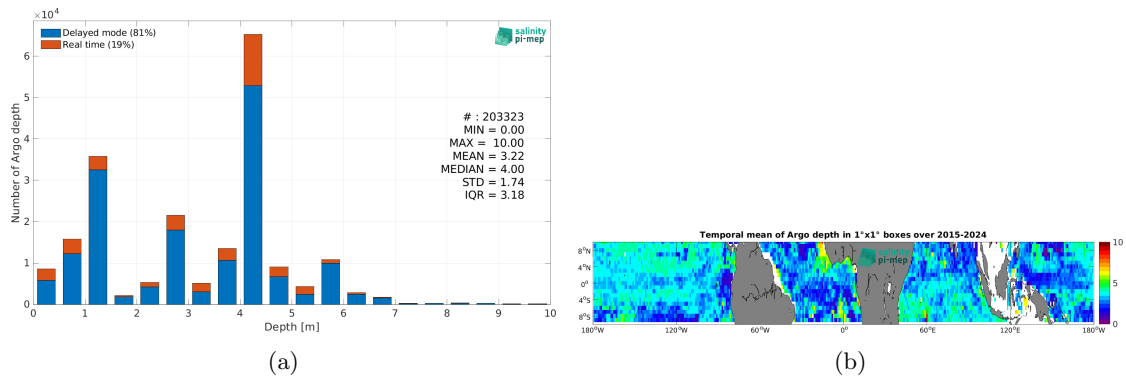 ×10⁴
Delayed mode (81%)
Real time (19%)
salinity
pi-mep
6
5
4
3
2
1
0
Number of Argo depth
# : 203323
MIN = 0.00
MAX = 10.00
MEAN = 3.22
MEDIAN = 4.00
STD = 1.74
IQR = 3.18
0 1 2 3 4 5 6 7 8 9 10
Depth [m]
(a)
Temporal mean of Argo depth in 1°x1° boxes over 2015-2024
salinity
pi-mep
8°N
4°N
0°
4°S
8°S
180°W 120°W 60°W 0° 60°E 120°E 180°W
10
5
0
(b)